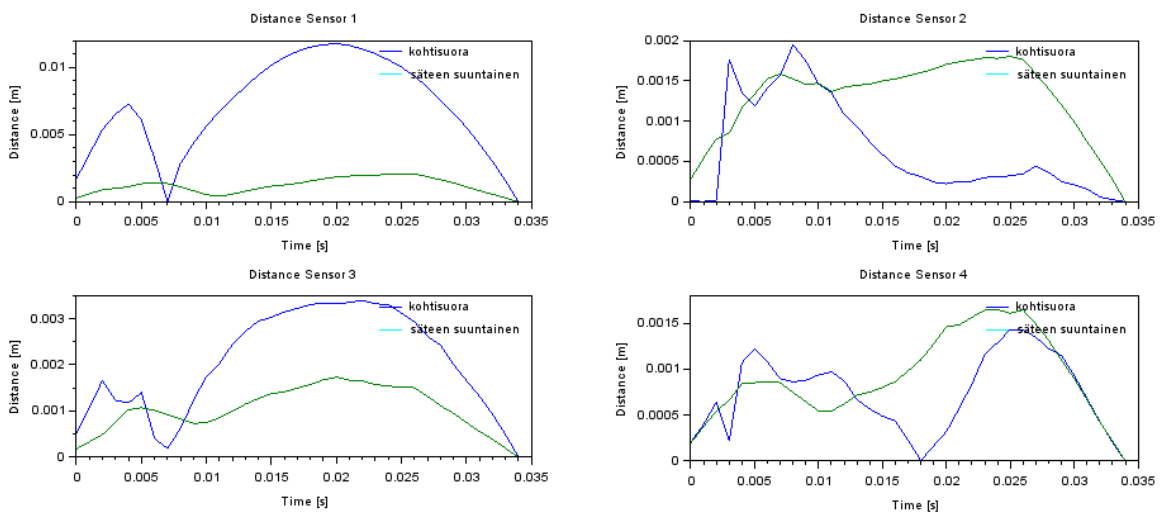 Distance Sensor 1
kohtisuora
säteen suuntainen
Distance [m]
0.01
0.005
0
0
0.005
0.01
0.015
0.02
0.025
0.03
0.035
Time [s]
Distance Sensor 2
kohtisuora
säteen suuntainen
Distance [m]
0.002
0.0015
0.001
0.0005
0
0
0.005
0.01
0.015
0.02
0.025
0.03
0.035
Time [s]
Distance Sensor 3
kohtisuora
säteen suuntainen
Distance [m]
0.003
0.002
0.001
0
0
0.005
0.01
0.015
0.02
0.025
0.03
0.035
Time [s]
Distance Sensor 4
kohtisuora
säteen suuntainen
Distance [m]
0.0015
0.001
0.0005
0
0
0.005
0.01
0.015
0.02
0.025
0.03
0.035
Time [s]